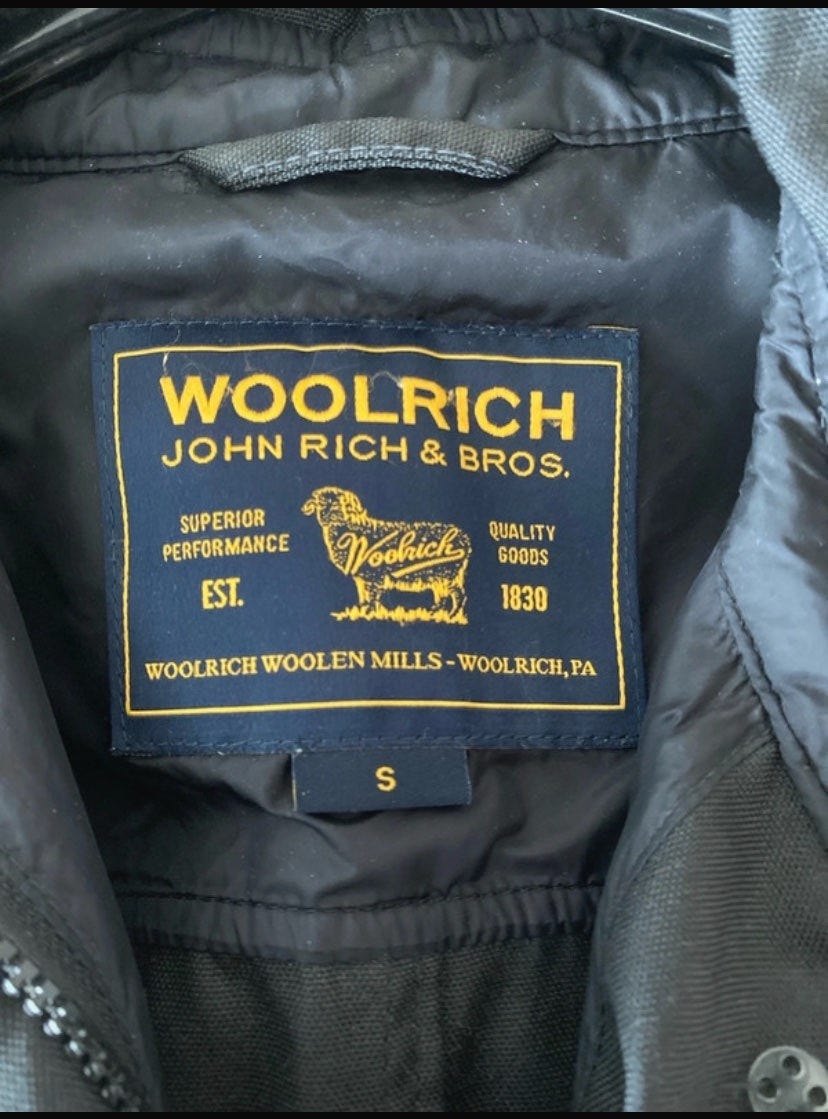 WOOLRICH
JOHN RICH & BROS.
SUPERIOR
PERFORMANCE
EST.
Woolrich
QUALITY
GOODS
1830
WOOLRICH WOOLEN MILLS - WOOLRICH, PA
S